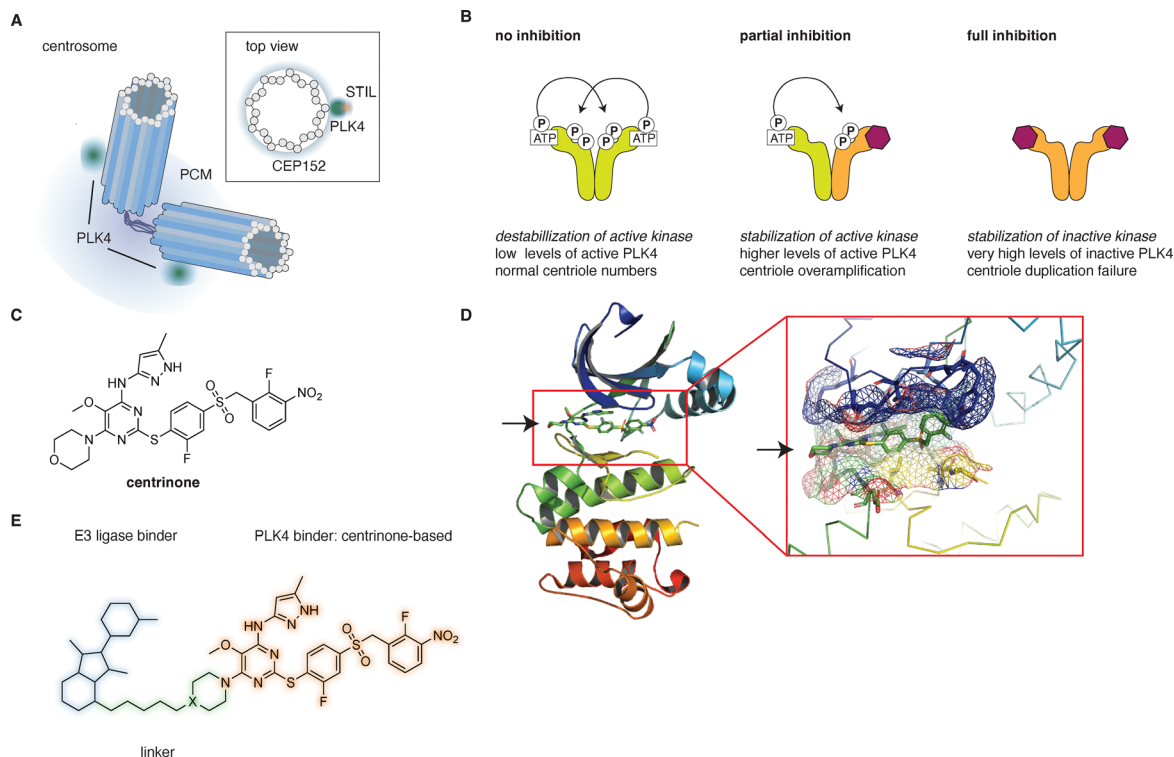 A
centrosome
top view
STIL
PLK4
CEP152
PCM
PLK4
B
no inhibition
partial inhibition
full inhibition
P
P
P
P
P
P
ATP
ATP
P
P
P
ATP
destabillization of active kinase
low levels of active PLK4
normal centriole numbers
stabilization of active kinase
higher levels of active PLK4
centriole overamplification
stabilization of inactive kinase
very high levels of inactive PLK4
centriole duplication failure
C
HN
N
NH
O
N
N
N
O
S
F
O
S
O
F
NO₂
centrinone
D
E
E3 ligase binder
PLK4 binder: centrinone-based
HN
N
NH
O
N
N
N
X
S
F
O
S
O
F
NO₂
linker